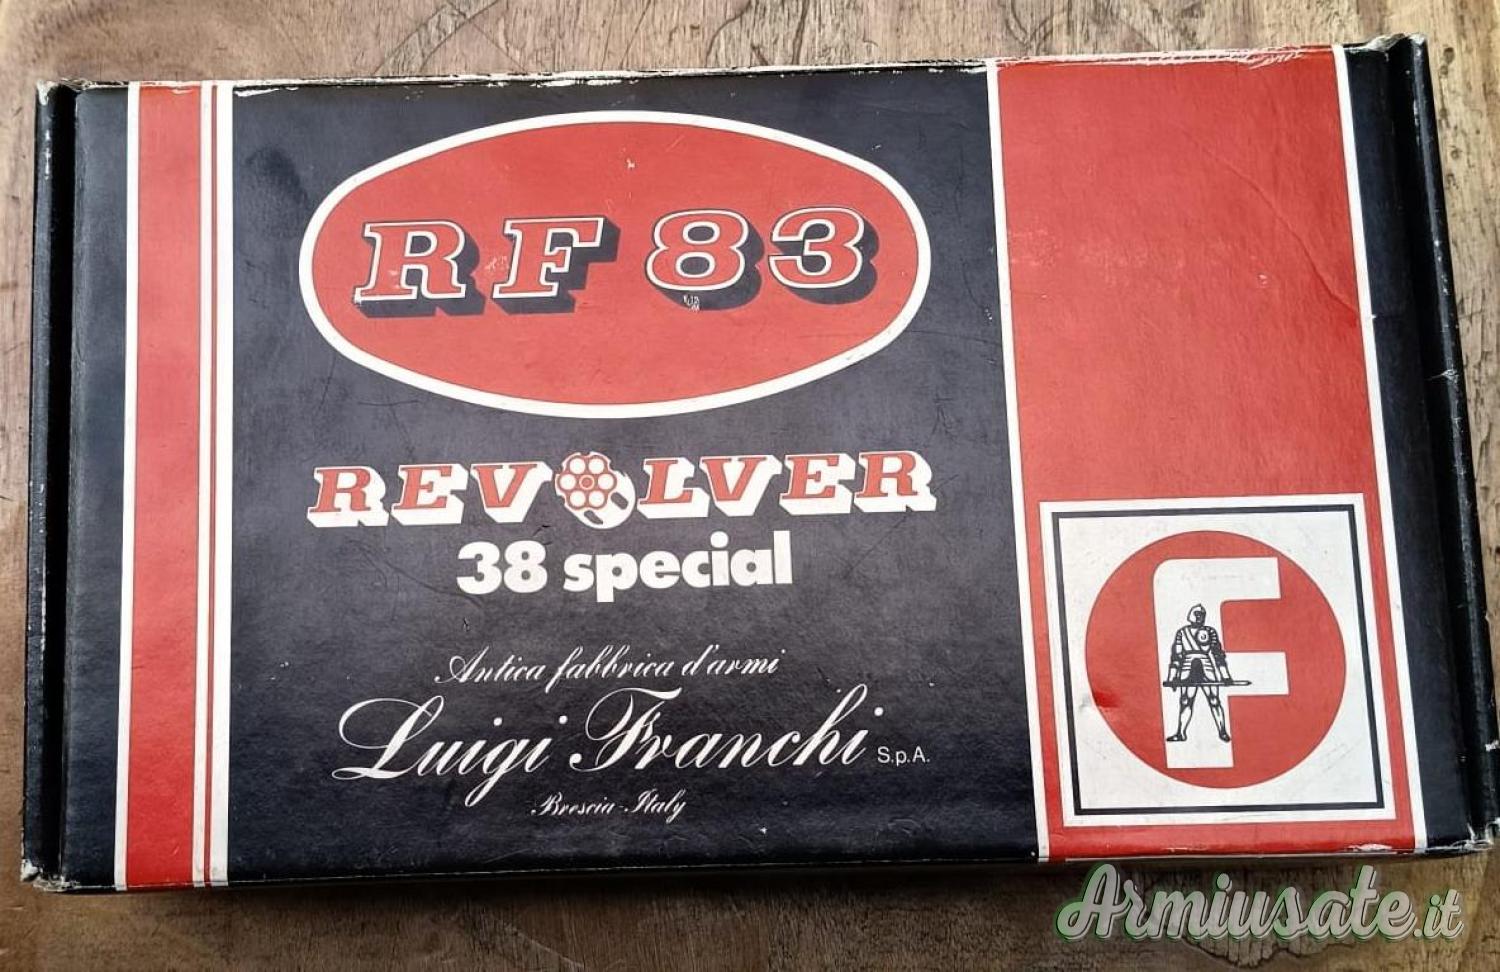 RF 83
REVOLVER
38 special
Antica fabbrica d'armi
Luigi Franchi S.p.A.
Brescia - Italy
F
Armiusate.it